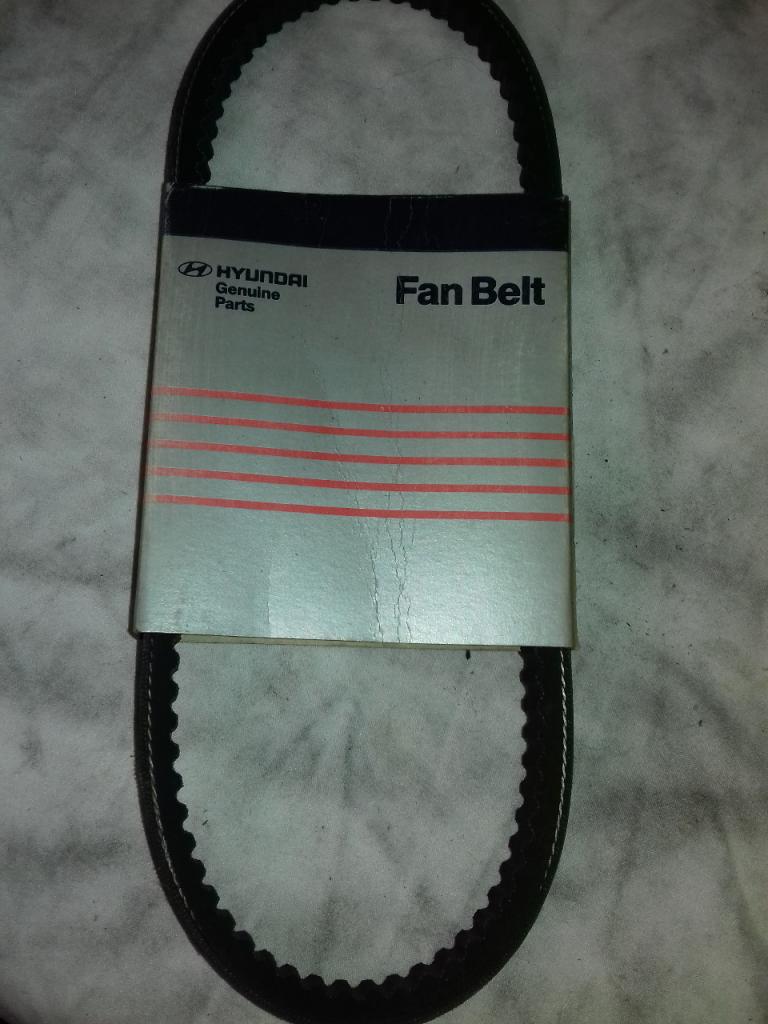 HYUNDAI
Genuine
Parts
Fan Belt